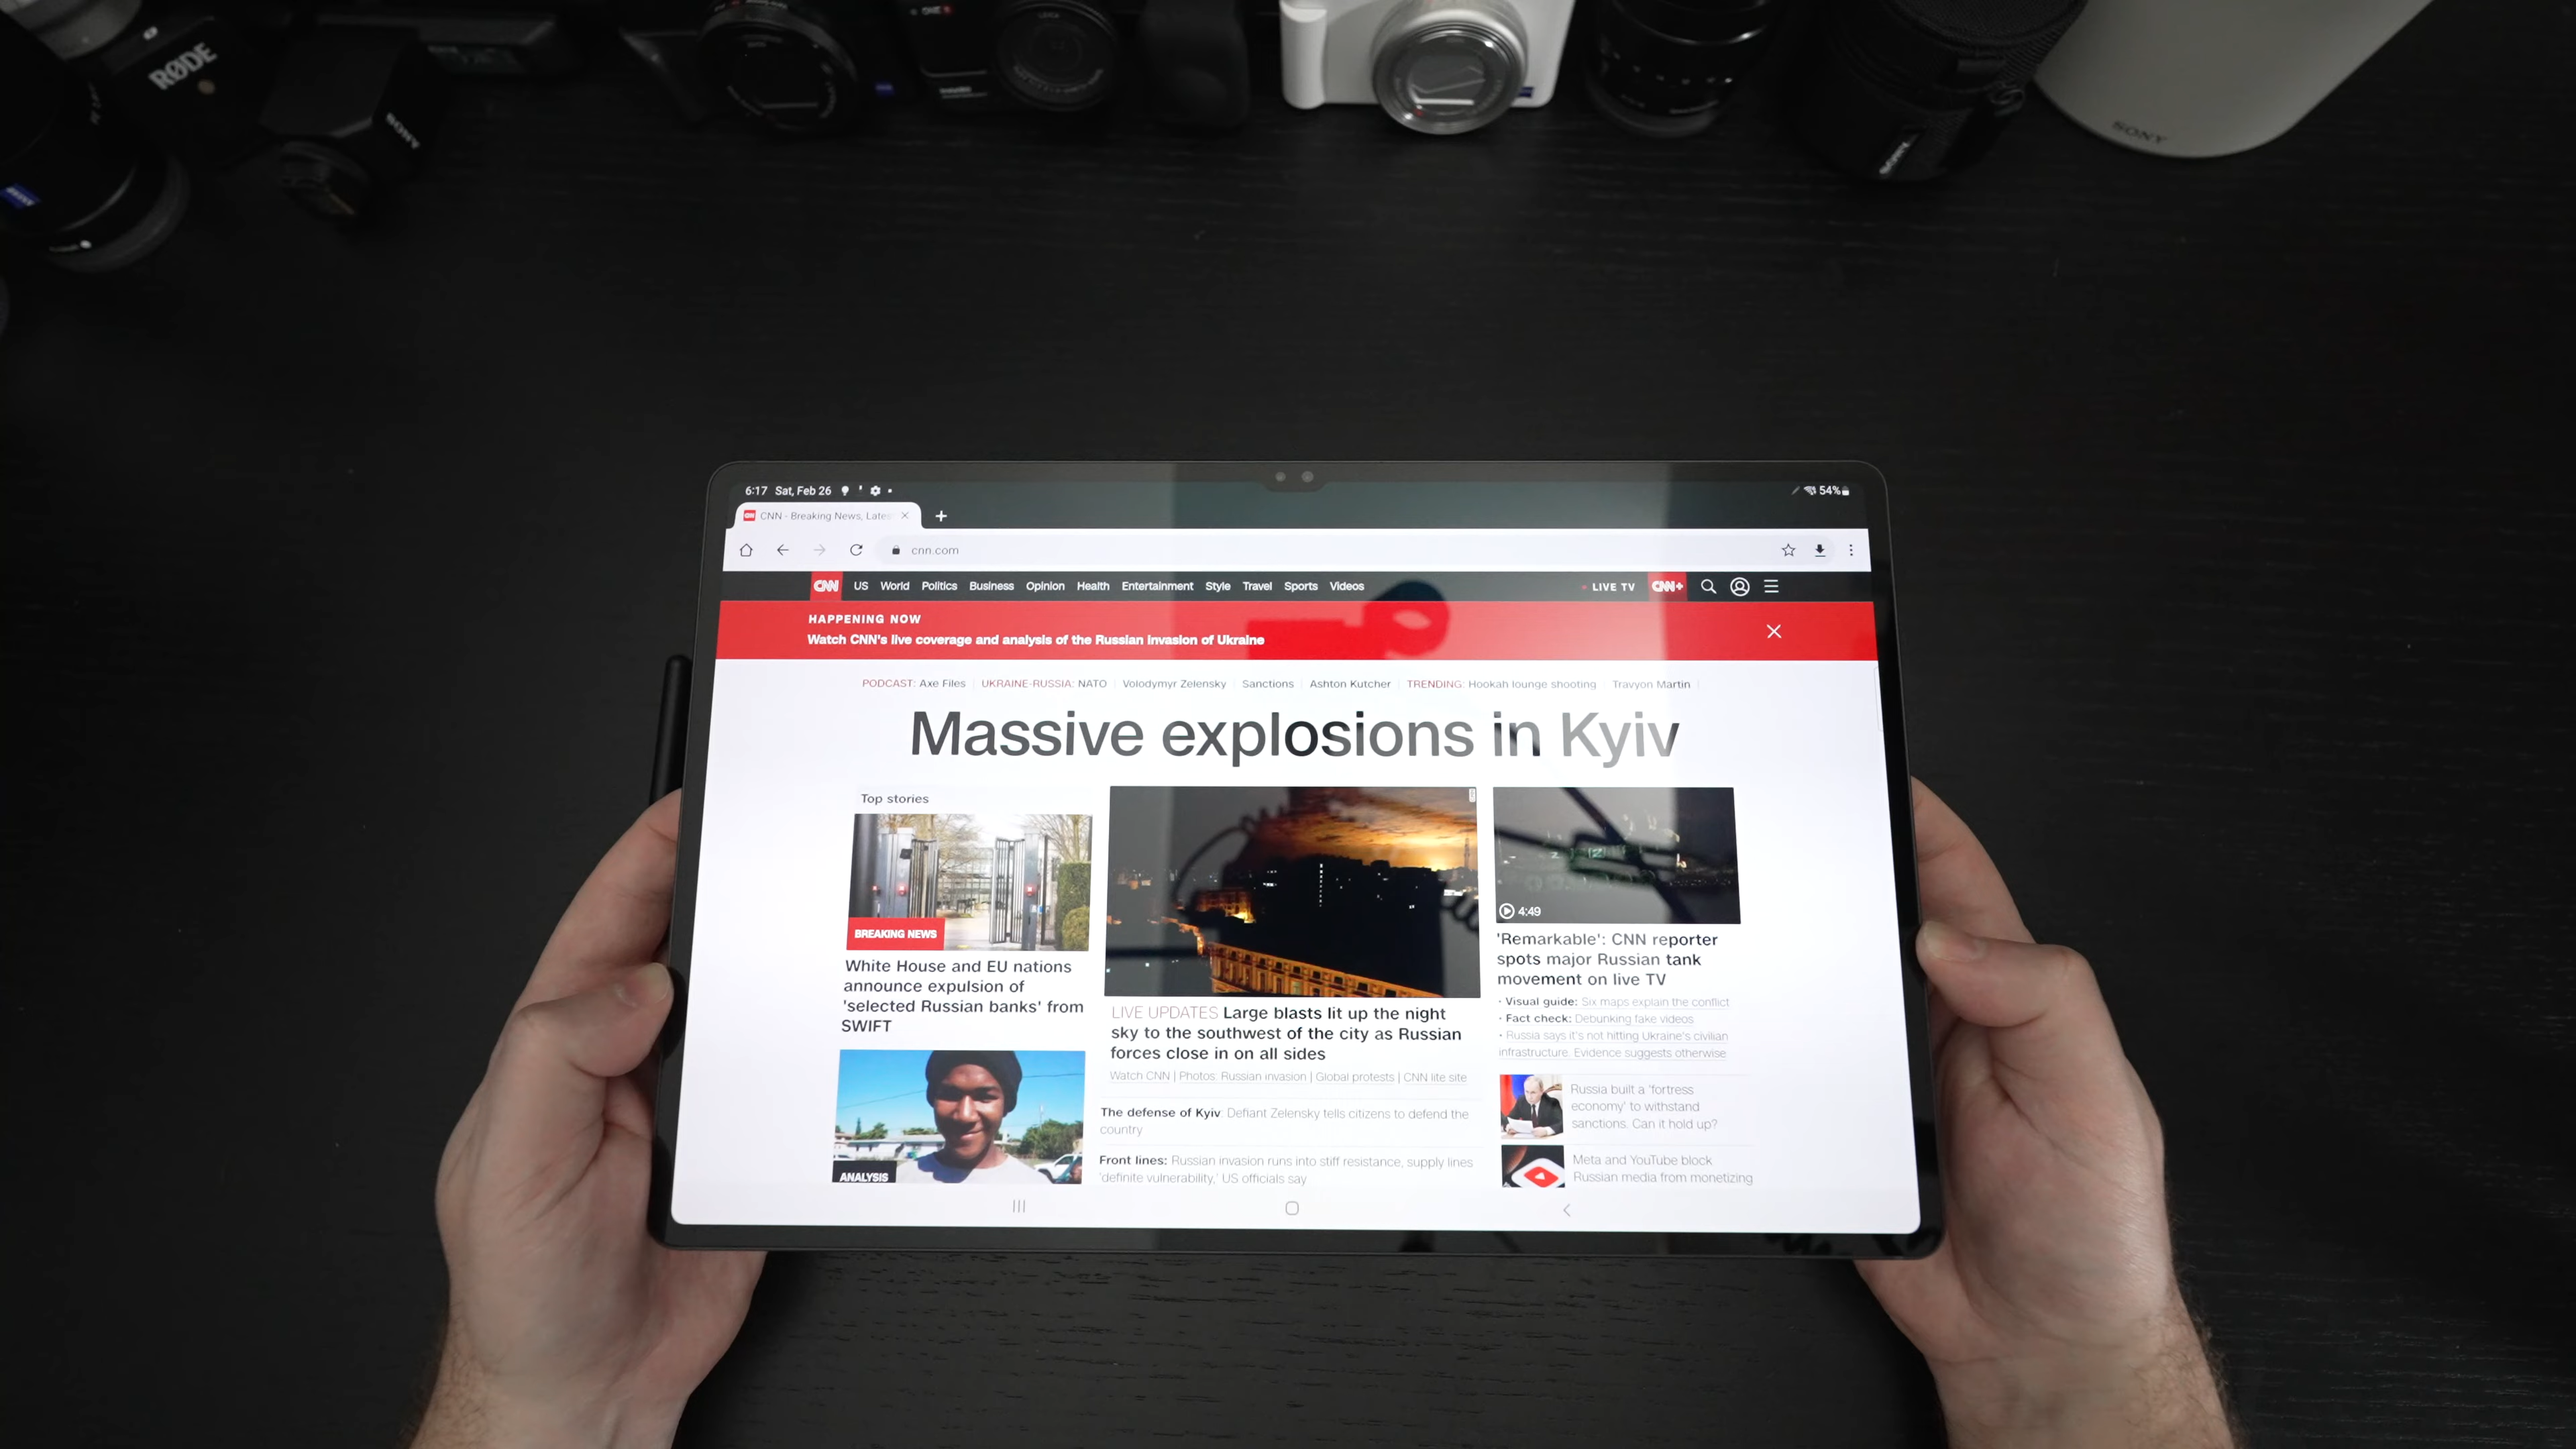 RØDE
SONY
SONY
SONY
6:17 Sat, Feb 26
54%
CNN - Breaking News, Lates
cnn.com
CNN US World Politics Business Opinion Health Entertainment Style Travel Sports Videos
LIVE TV CNN+
HAPPENING NOW
Watch CNN's live coverage and analysis of the Russian invasion of Ukraine
PODCAST: Axe Files UKRAINE-RUSSIA: NATO Volodymyr Zelensky Sanctions Ashton Kutcher TRENDING: Hookah lounge shooting Travyon Martin
Massive explosions in Kyiv
Top stories
BREAKING NEWS
White House and EU nations
announce expulsion of
'selected Russian banks' from
SWIFT
ANALYSIS
LIVE UPDATES Large blasts lit up the night
sky to the southwest of the city as Russian
forces close in on all sides
Watch CNN | Photos: Russian invasion | Global protests | CNN lite site
The defense of Kyiv: Defiant Zelensky tells citizens to defend the
country
Front lines: Russian invasion runs into stiff resistance, supply lines
'definite vulnerability,' US officials say
4:49
'Remarkable': CNN reporter
spots major Russian tank
movement on live TV
• Visual guide: Six maps explain the conflict
• Fact check: Debunking fake videos
• Russia says it's not hitting Ukraine's civilian
infrastructure. Evidence suggests otherwise
Russia built a 'fortress
economy' to withstand
sanctions. Can it hold up?
Meta and YouTube block
Russian media from monetizing